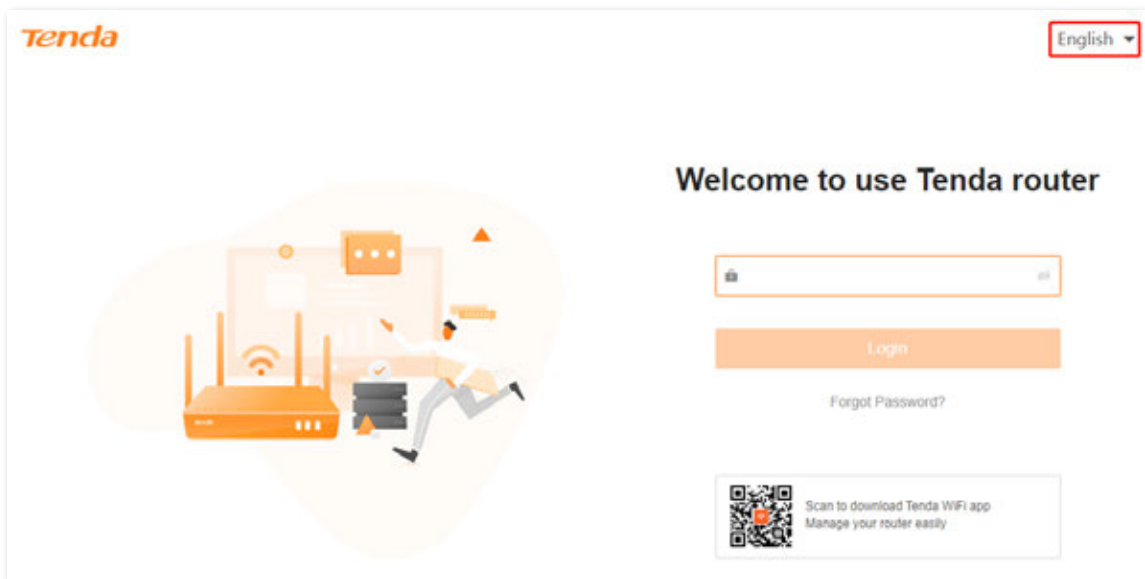 Tenda
English
Welcome to use Tenda router
Login
Forgot Password?
Scan to download Tenda WiFi app
Manage your router easily